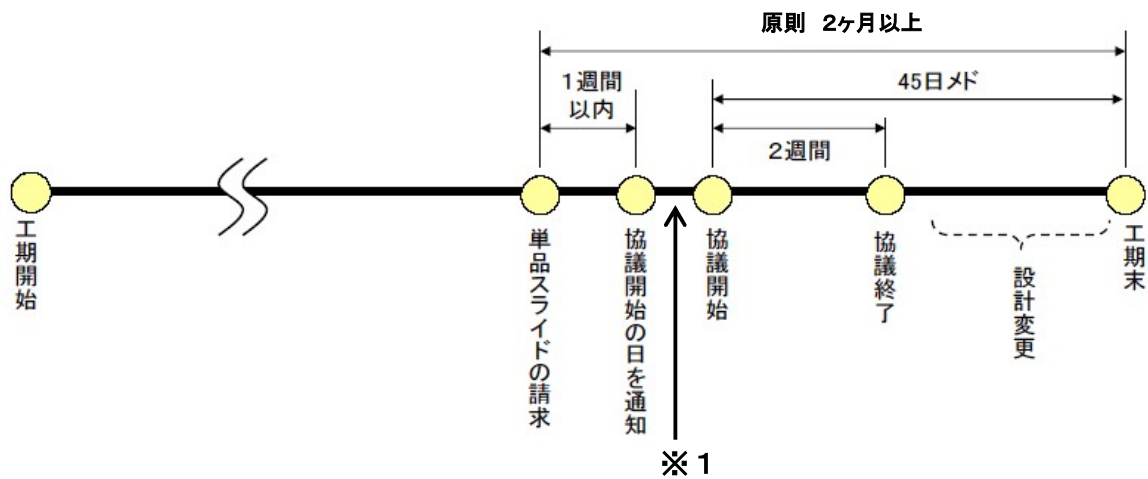 原則 2ヶ月以上
1週間
以内
45日メド
2週間
工期開始
単品スライドの請求
協議開始の日を通知
協議開始
協議終了
設計変更
工期末
※1